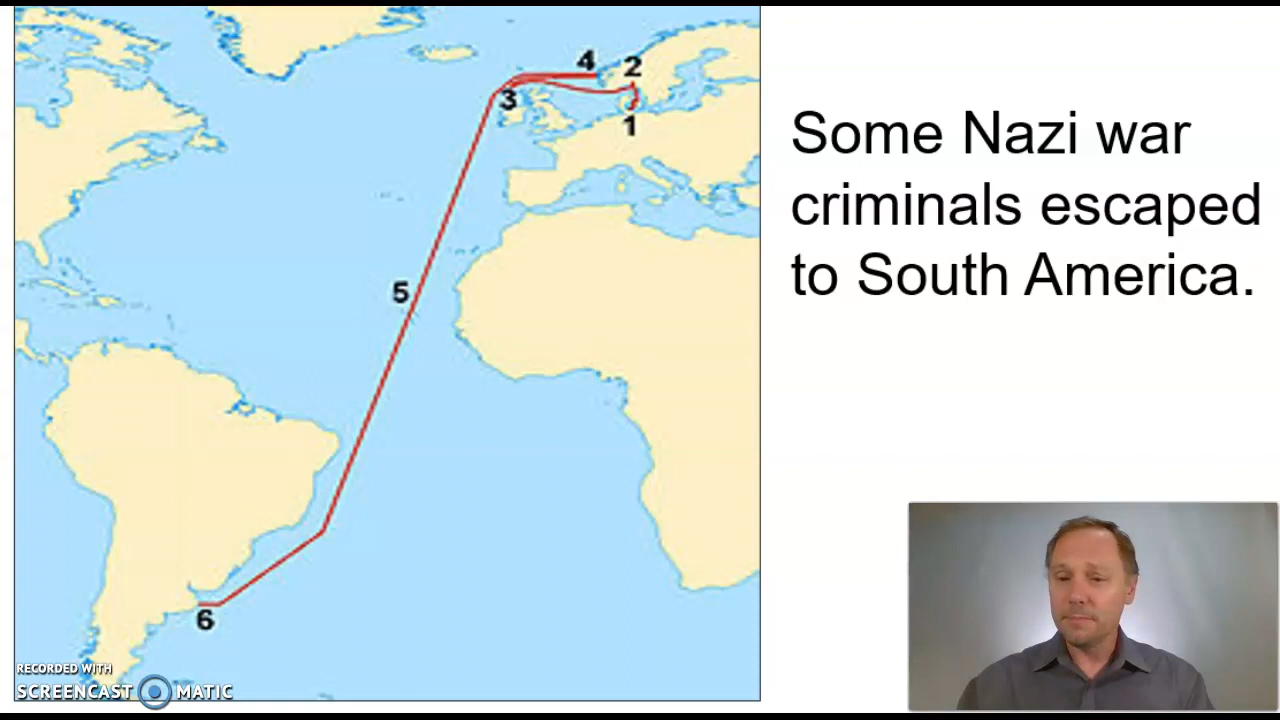 4
2
3
1
Some Nazi war
criminals escaped
to South America.
5
6
RECORDED WITH
SCREENCAST MATIC